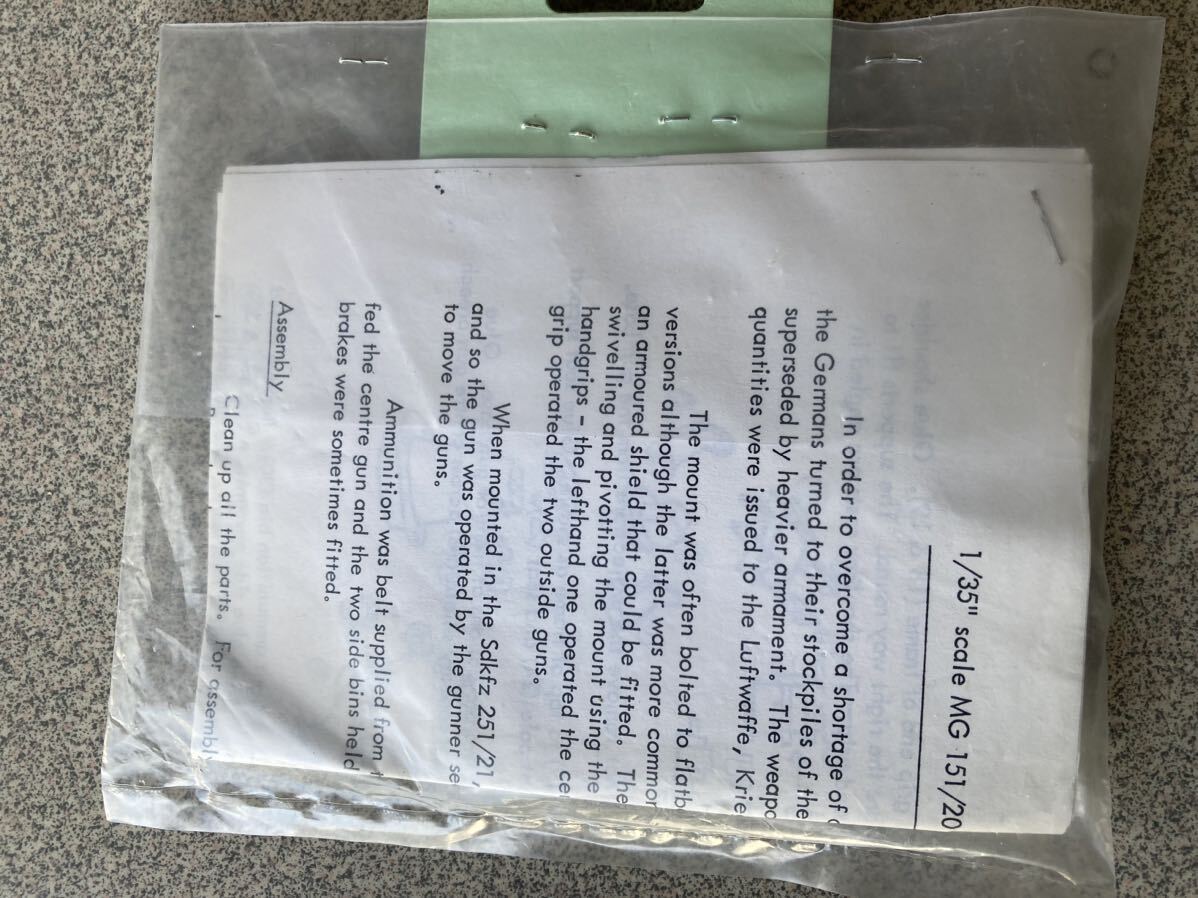 1/35" scale MG 151/20
In order to overcome a shortage of
the Germans turned to their stockpiles of the
superseded by heavier armament. The weapo
quantities were issued to the Luftwaffe, Krie
The mount was often bolted to flatb
versions although the latter was more common
an armoured shield that could be fitted. The
swivelling and pivotting the mount using the
handgrips - the lefthand one operated the cen
grip operated the two outside guns.
When mounted in the Sdkfz 251/21,
and so the gun was operated by the gunner se
to move the guns.
Ammunition was belt supplied from t
fed the centre gun and the two side bins held
brakes were sometimes fitted.
Assembly
Clean up all the parts. For assembly